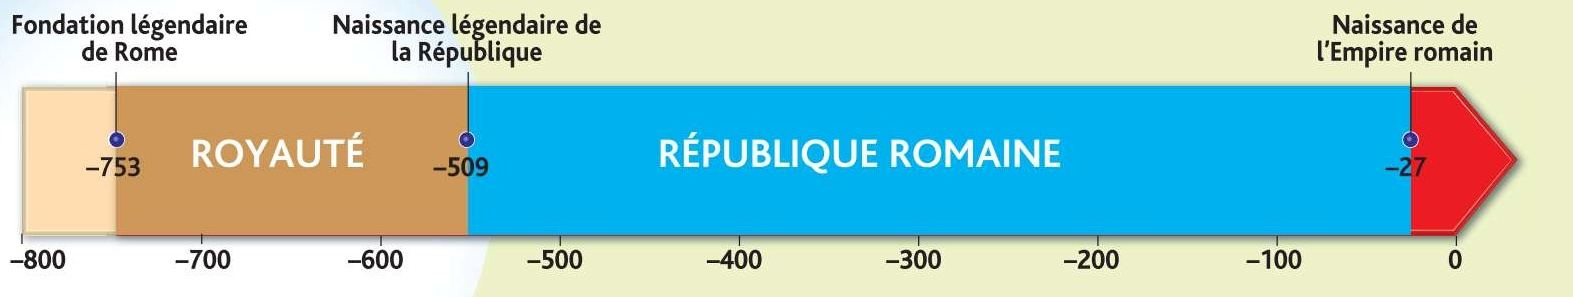 Fondation légendaire
de Rome
Naissance légendaire de
la République
Naissance de
l'Empire romain
ROYAUTÉ
RÉPUBLIQUE ROMAINE
–753
–509
–27
–800
–700
–600
–500
–400
–300
–200
–100
0